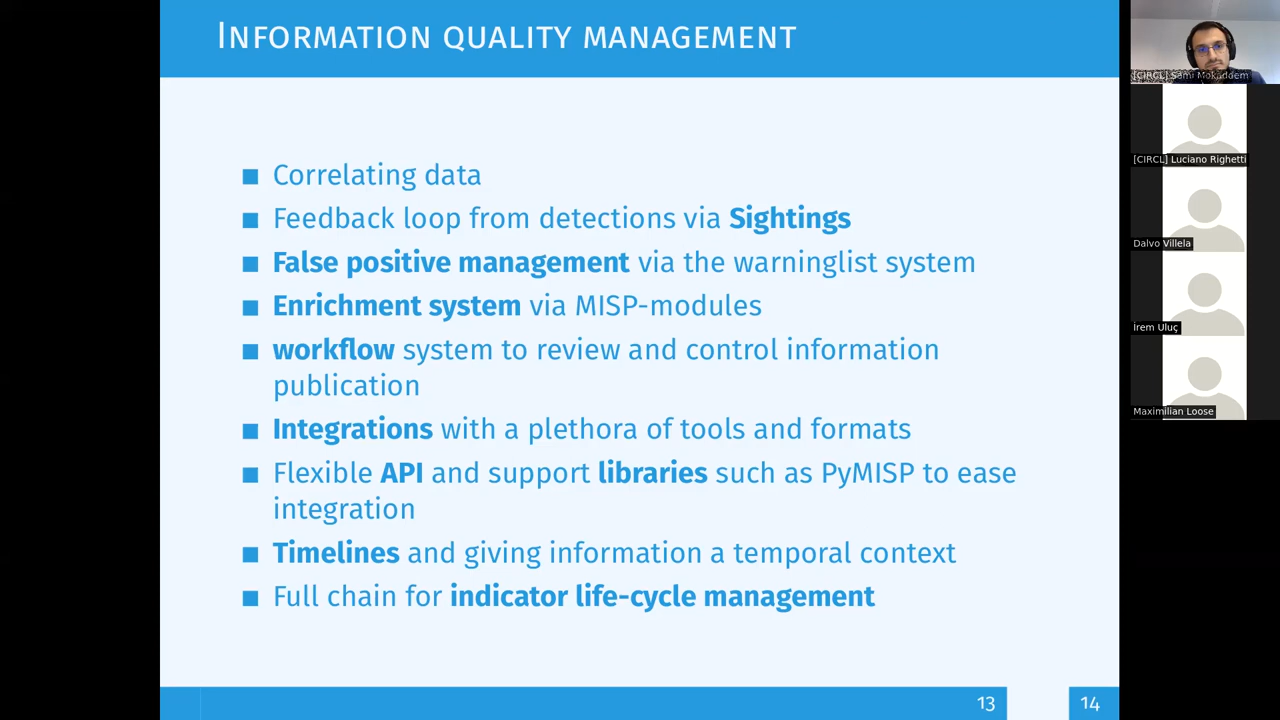 INFORMATION QUALITY MANAGEMENT
Correlating data
Feedback loop from detections via Sightings
False positive management via the warninglist system
Enrichment system via MISP-modules
workflow system to review and control information
publication
Integrations with a plethora of tools and formats
Flexible API and support libraries such as PyMISP to ease
integration
Timelines and giving information a temporal context
Full chain for indicator life-cycle management
13
14
[CIRCL] Sami Mokaddem
[CIRCL] Luciano Righetti
Dalvo Villela
İrem Uluç
Maximilian Loose